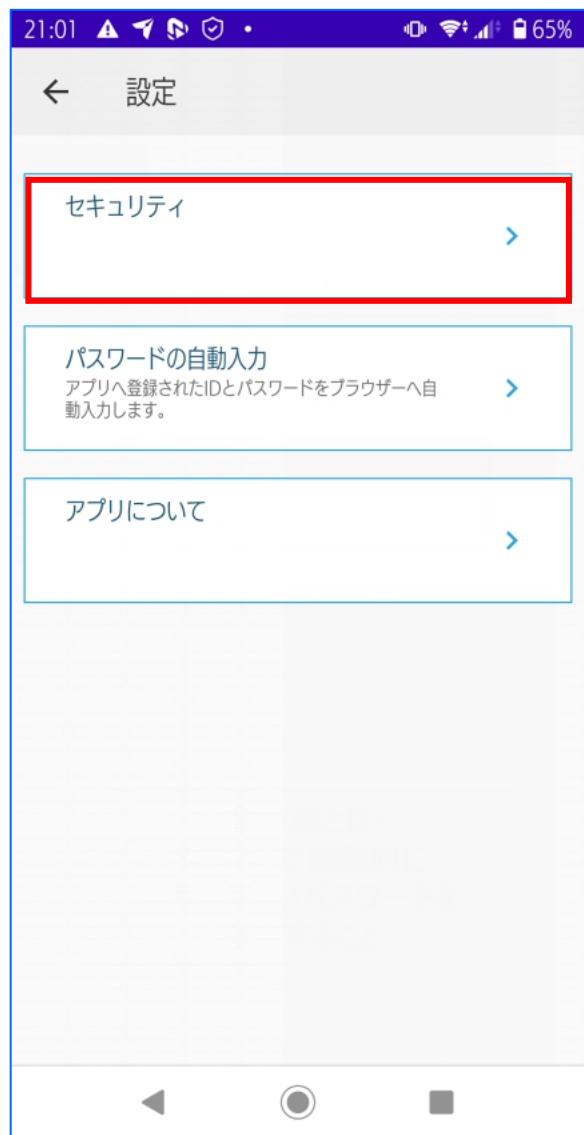 21:01 65%
設定
セキュリティ
パスワードの自動入力
アプリへ登録されたIDとパスワードをブラウザーへ自
動入力します。
アプリについて